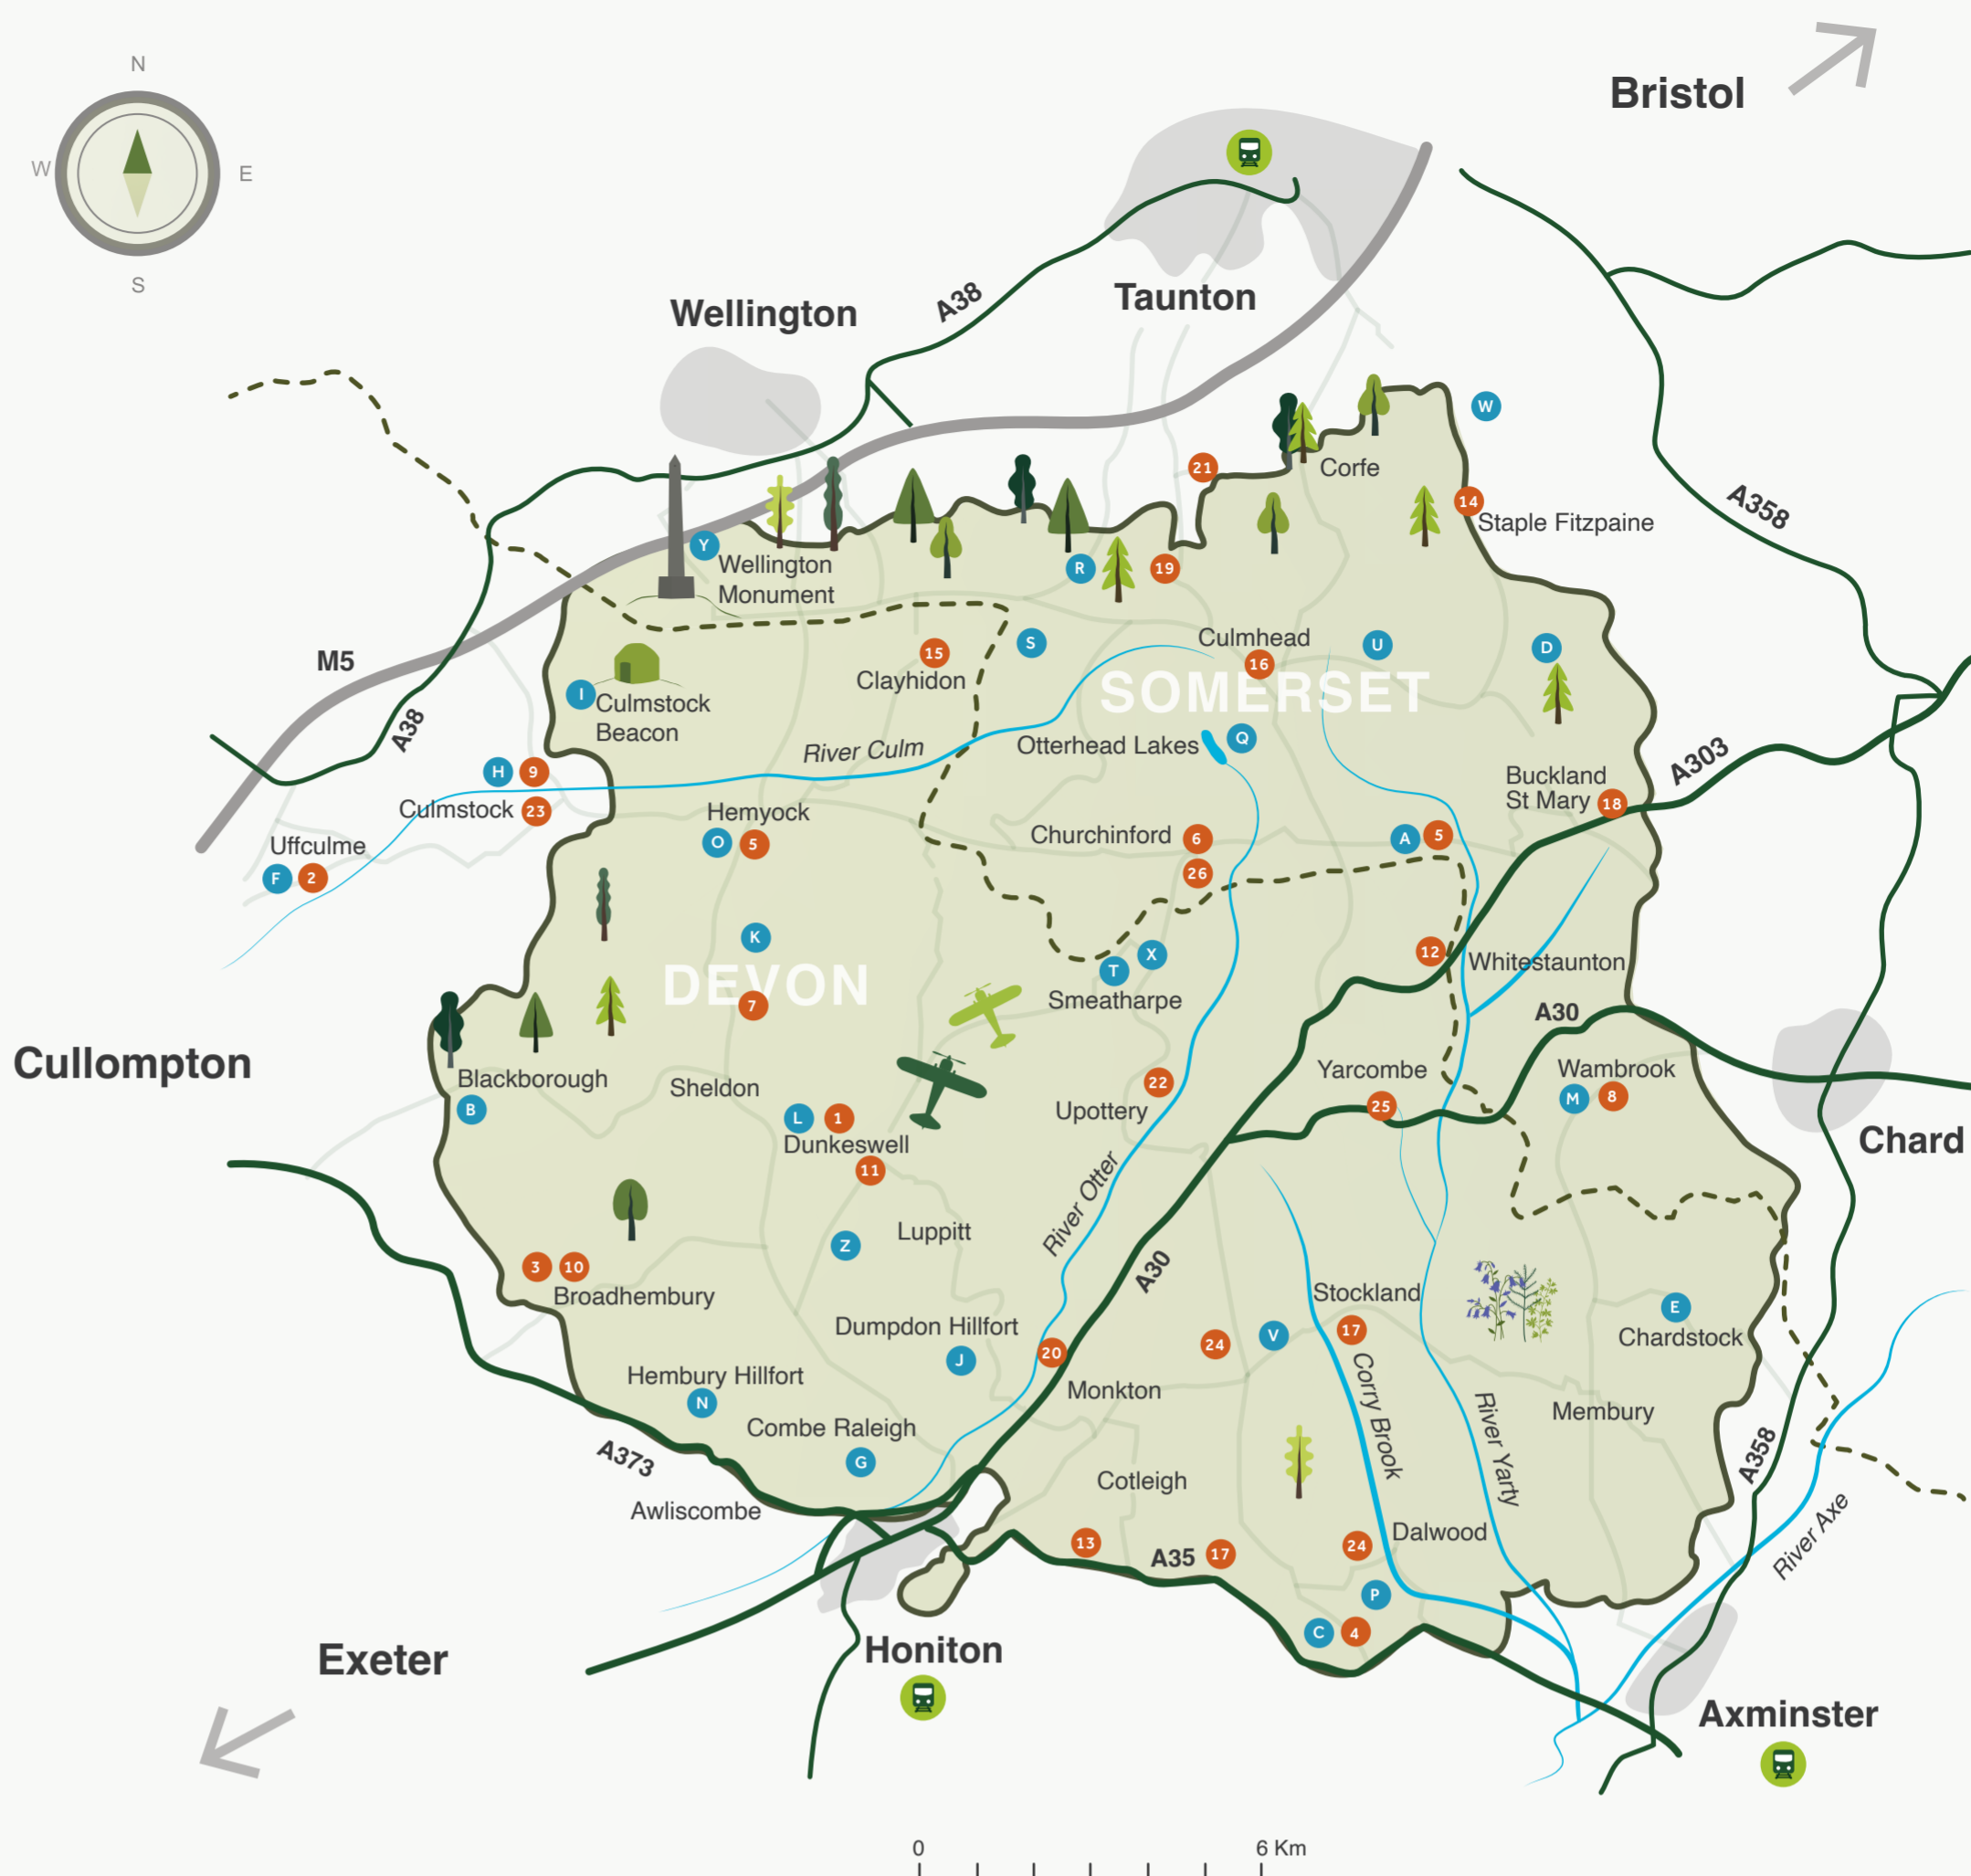 N
Bristol
W
E
S
Taunton
A38
Wellington
W
21
Corfe
14
Staple Fitzpaine
A358
Y
Wellington
Monument
R
19
M5
S
15
Clayhidon
Culmhead
16
U
D
SOMERSET
I
Culmstock
Beacon
A38
River Culm
Otterhead Lakes
Q
A303
H
9
Culmstock
23
Buckland
St Mary
18
Hemyock
O
5
Churchinford
6
26
A
5
Uffculme
F
2
K
DEVON
7
X
T
Smeatharpe
12
Whitestaunton
A30
Cullompton
Blackborough
B
Sheldon
L
1
Dunkeswell
11
22
Upottery
Yarcombe
25
Wambrook
M
8
Chard
River Otter
Luppitt
Z
3
10
Broadhembury
A30
Stockland
17
E
Chardstock
Dumpdon Hillfort
J
20
24
V
Hembury Hillfort
N
Monkton
Corry Brook
River Yarty
Membury
Combe Raleigh
G
A373
Awliscombe
Cotleigh
A358
River Axe
13
A35
17
24
Dalwood
P
C
4
Exeter
Honiton
Axminster
0
6 Km